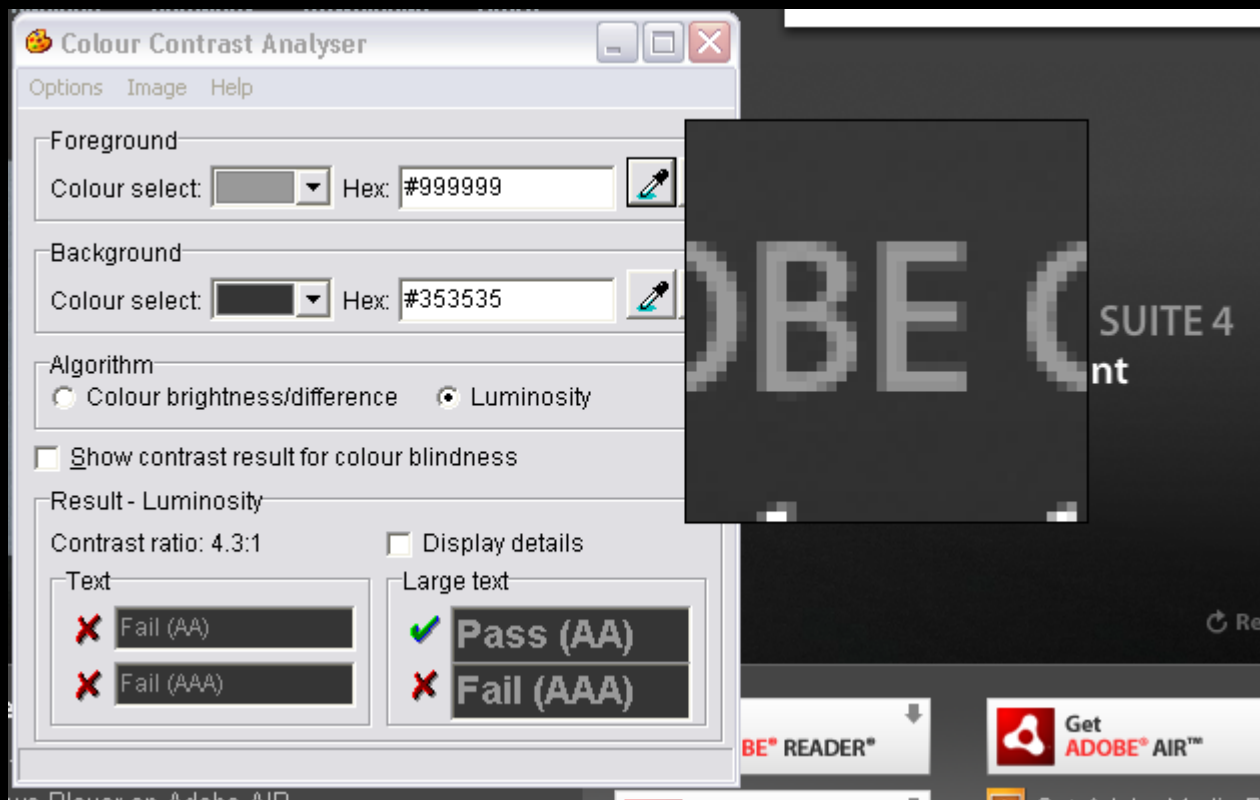 Colour Contrast Analyser
Options Image Help
Foreground
Colour select: Hex: #999999
Background
Colour select: Hex: #353535
Algorithm
Colour brightness/difference Luminosity
Show contrast result for colour blindness
Result - Luminosity
Contrast ratio: 4.3:1 Display details
Text
Fail (AA)
Fail (AAA)
Large text
Pass (AA)
Fail (AAA)
OBE C
SUITE 4
nt
Re
BE® READER®
Get
ADOBE® AIR™